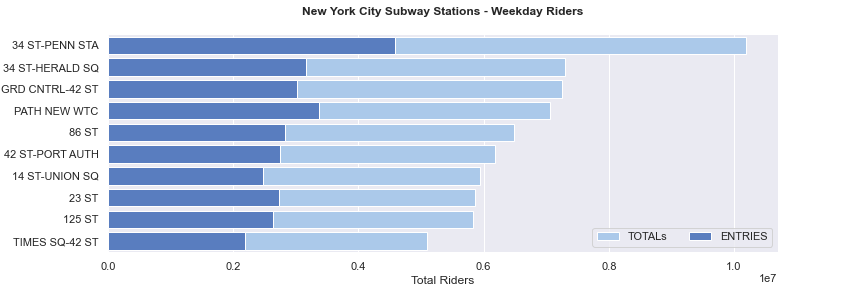 New York City Subway Stations - Weekday Riders
34 ST-PENN STA
34 ST-HERALD SQ
GRD CNTRL-42 ST
PATH NEW WTC
86 ST
42 ST-PORT AUTH
14 ST-UNION SQ
23 ST
125 ST
TIMES SQ-42 ST
TOTALs ENTRIES
0.0 0.2 0.4 0.6 0.8 1.0
1e7
Total Riders